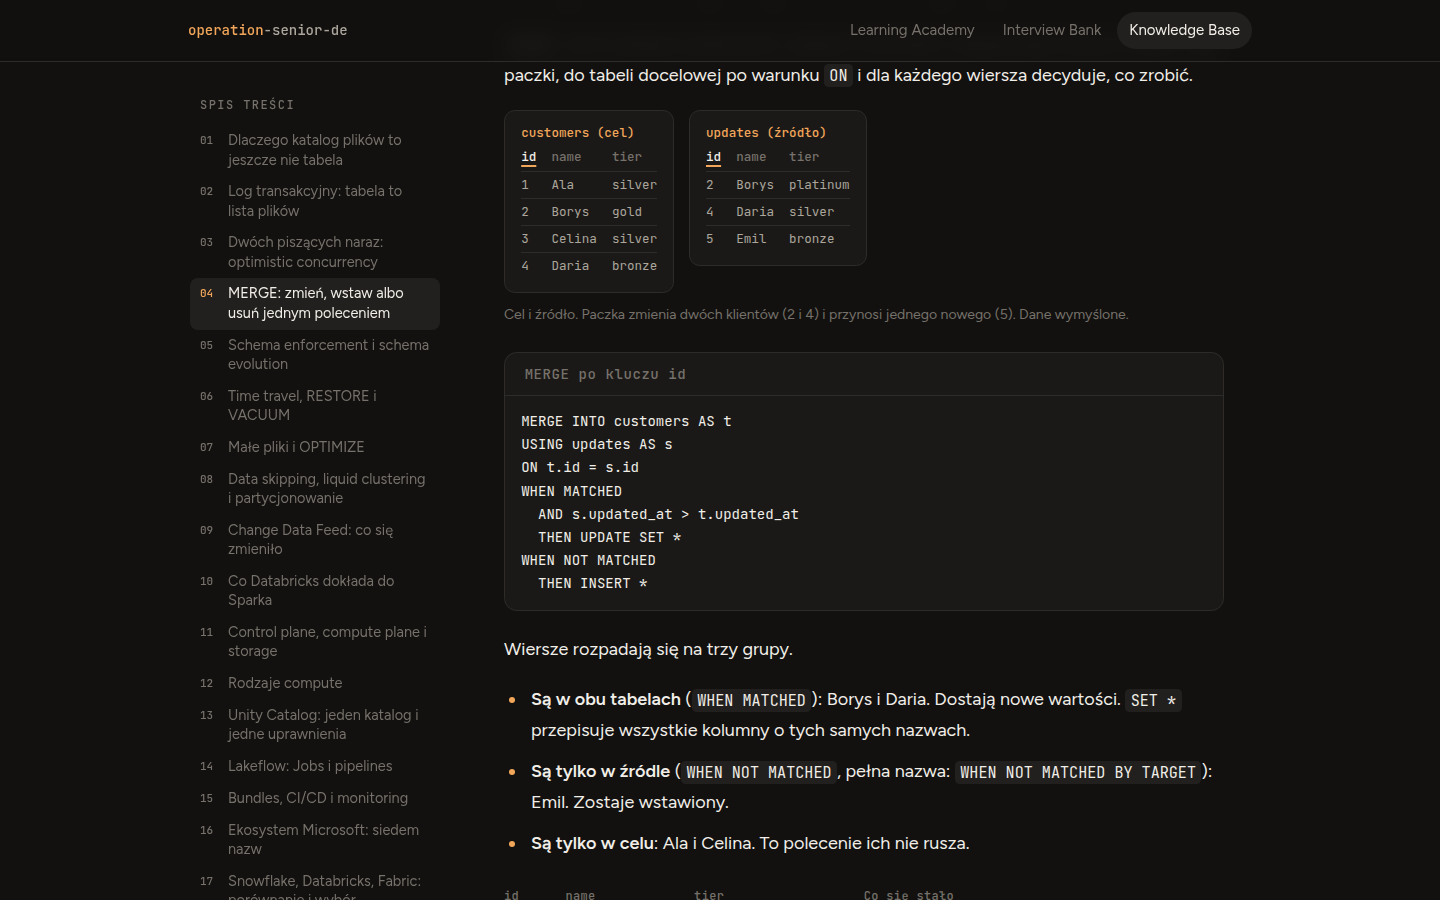 operation-senior-de
Learning Academy
Interview Bank
Knowledge Base
SPIS TREŚCI
01 Dlaczego katalog plików to
jeszcze nie tabela
02 Log transakcyjny: tabela to
lista plików
03 Dwóch piszących naraz:
optimistic concurrency
04 MERGE: zmień, wstaw albo
usuń jednym poleceniem
05 Schema enforcement i schema
evolution
06 Time travel, RESTORE i
VACUUM
07 Małe pliki i OPTIMIZE
08 Data skipping, liquid clustering
i partycjonowanie
09 Change Data Feed: co się
zmieniło
10 Co Databricks dokłada do
Sparka
11 Control plane, compute plane i
storage
12 Rodzaje compute
13 Unity Catalog: jeden katalog i
jedne uprawnienia
14 Lakeflow: Jobs i pipelines
15 Bundles, CI/CD i monitoring
16 Ekosystem Microsoft: siedem
nazw
17 Snowflake, Databricks, Fabric:
porównanie i wybór
paczki, do tabeli docelowej po warunku ON i dla każdego wiersza decyduje, co zrobić.
customers (cel)
id name tier
1 Ala silver
2 Borys gold
3 Celina silver
4 Daria bronze
updates (źródło)
id name tier
2 Borys platinum
4 Daria silver
5 Emil bronze
Cel i źródło. Paczka zmienia dwóch klientów (2 i 4) i przynosi jednego nowego (5). Dane wymyślone.
MERGE po kluczu id
MERGE INTO customers AS t
USING updates AS s
ON t.id = s.id
WHEN MATCHED
AND s.updated_at > t.updated_at
THEN UPDATE SET *
WHEN NOT MATCHED
THEN INSERT *
Wiersze rozpadają się na trzy grupy.
Są w obu tabelach (WHEN MATCHED): Borys i Daria. Dostają nowe wartości. SET *
przepisuje wszystkie kolumny o tych samych nazwach.
Są tylko w źródle (WHEN NOT MATCHED, pełna nazwa: WHEN NOT MATCHED BY TARGET):
Emil. Zostaje wstawiony.
Są tylko w celu: Ala i Celina. To polecenie ich nie rusza.
id name tier Co się stało